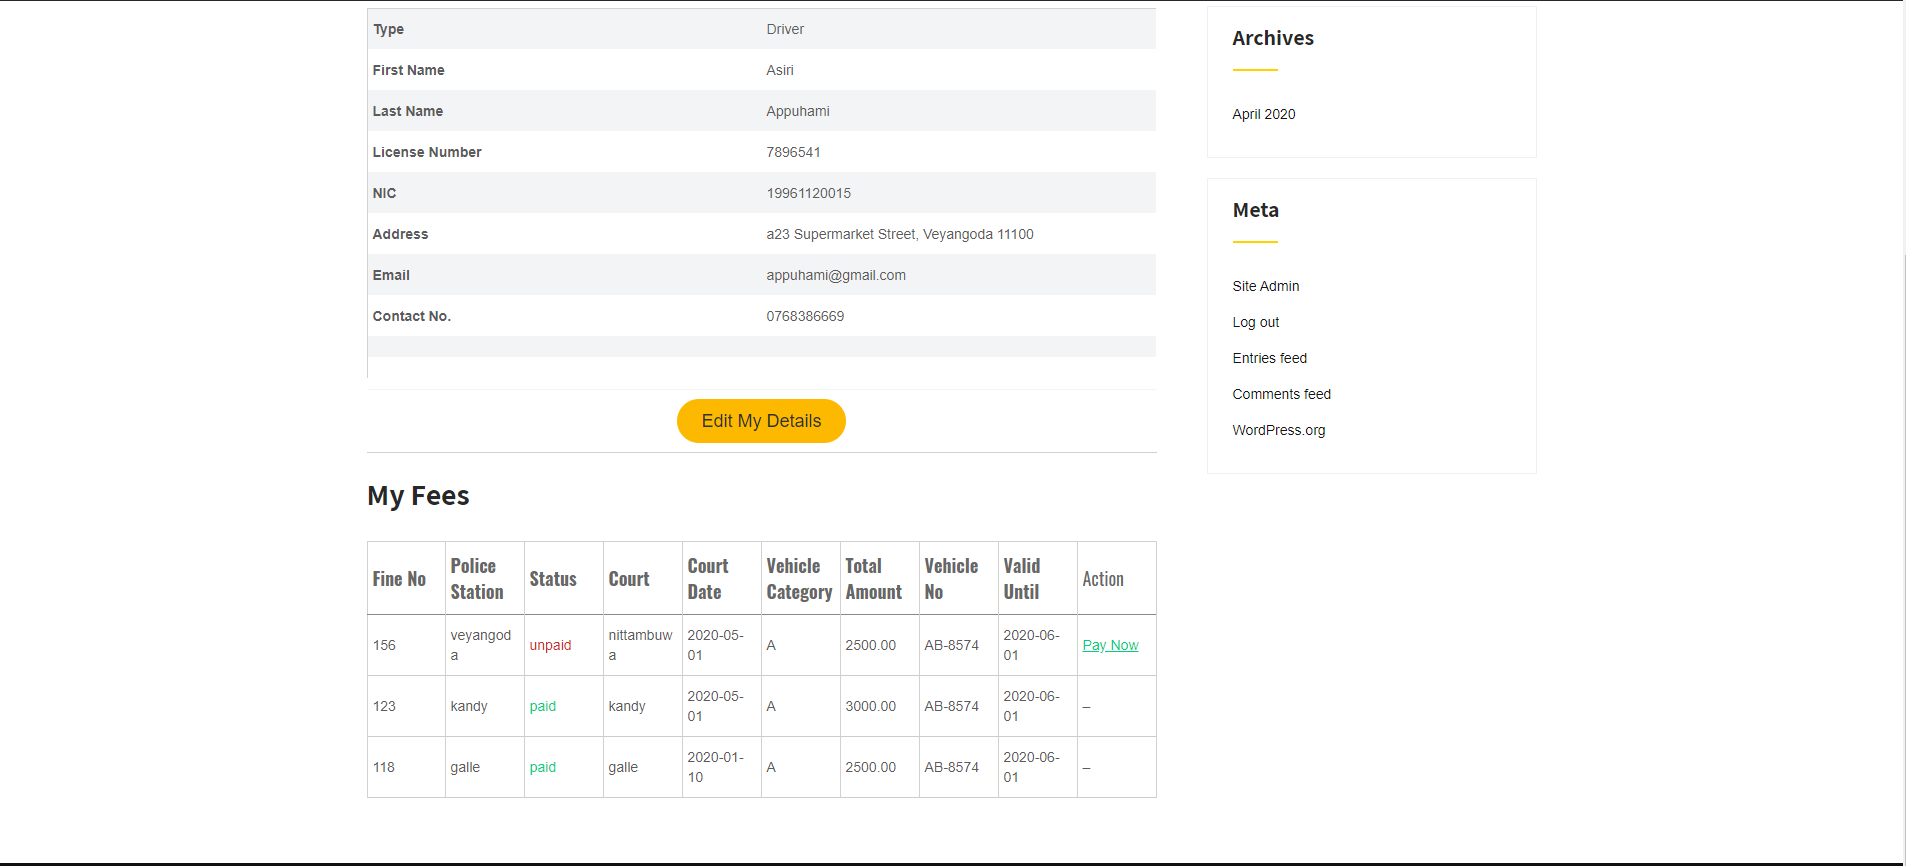 Type Driver
First Name Asiri
Last Name Appuhami
License Number 7896541
NIC 19961120015
Address a23 Supermarket Street, Veyangoda 11100
Email appuhami@gmail.com
Contact No. 0768386669
Edit My Details
My Fees
Fine No Police Station Status Court Court Date Vehicle Category Total Amount Vehicle No Valid Until Action
156 veyangoda unpaid nittambuwa 2020-05-01 A 2500.00 AB-8574 2020-06-01 Pay Now
123 kandy paid kandy 2020-05-01 A 3000.00 AB-8574 2020-06-01 –
118 galle paid galle 2020-01-10 A 2500.00 AB-8574 2020-06-01 –
Archives
April 2020
Meta
Site Admin
Log out
Entries feed
Comments feed
WordPress.org